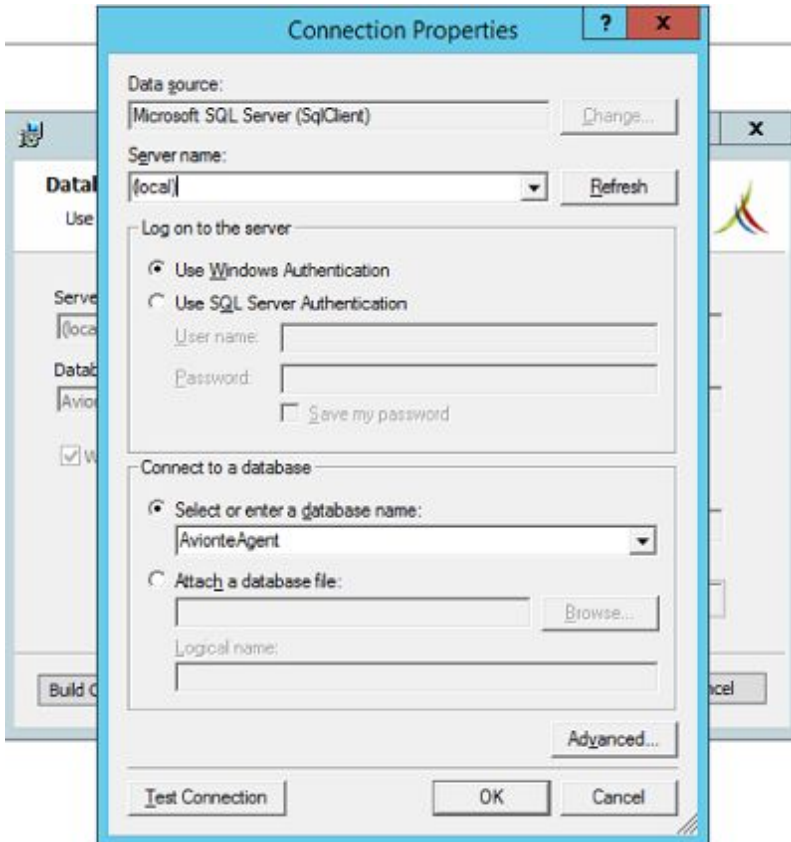 Connection Properties
?
x
Data source:
Microsoft SQL Server (SqlClient)
Change...
x
Server name:
(local)
Refresh
Datal
Use
Log on to the server
Use Windows Authentication
Use SQL Server Authentication
Serve
(loca
User name:
Password:
Datab
Avion
Save my password
W
Connect to a database
Select or enter a database name:
AvionteAgent
Attach a database file:
Browse...
Logical name:
Build C
ncel
Advanced...
Test Connection
OK
Cancel